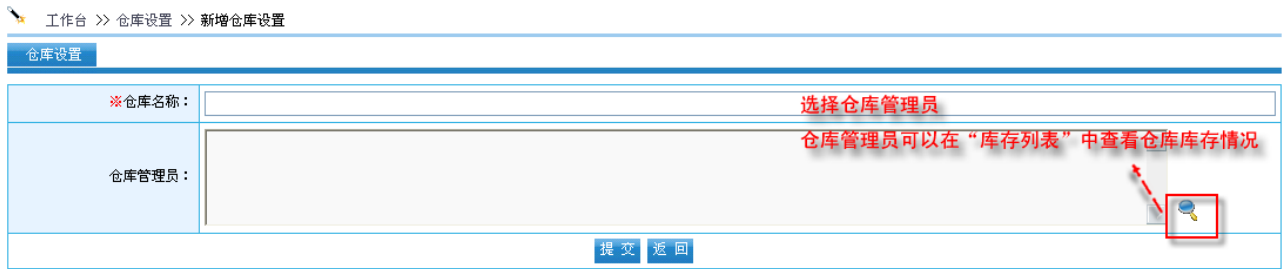 工作台 >> 仓库设置 >> 新增仓库设置
仓库设置
※仓库名称：
选择仓库管理员
仓库管理员可以在“库存列表”中查看仓库库存情况
仓库管理员：
提 交 返 回